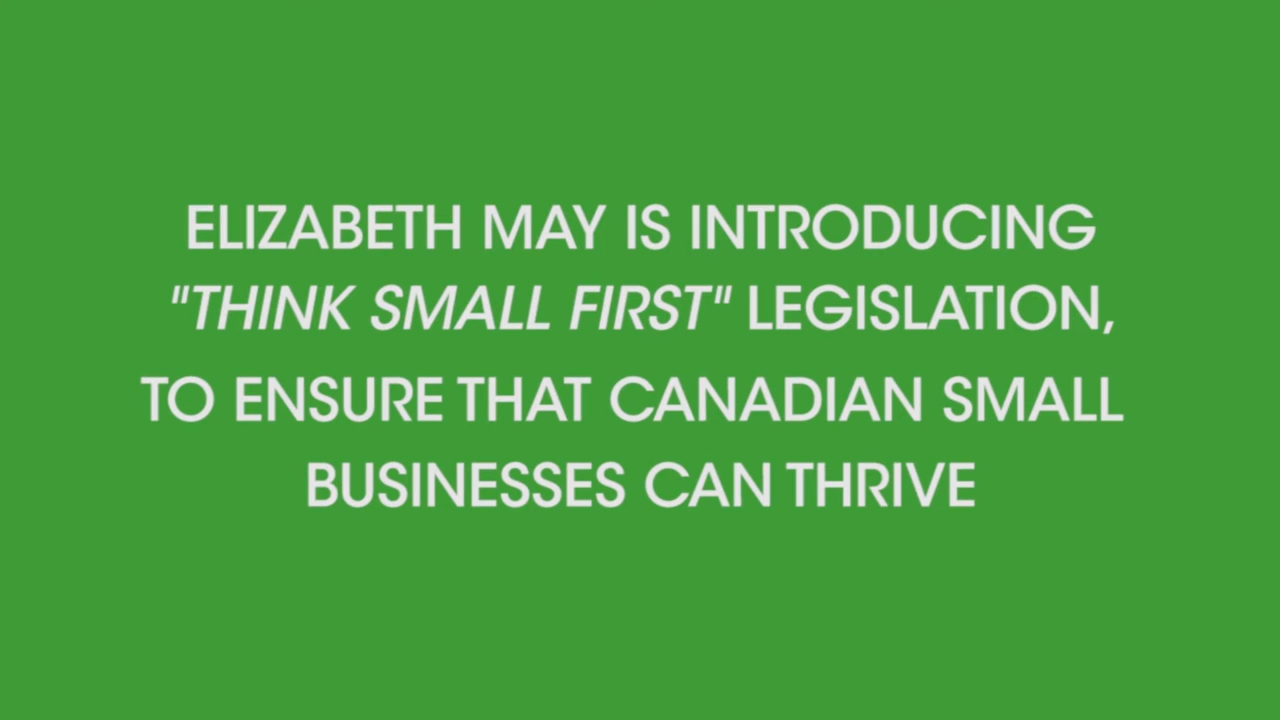 ELIZABETH MAY IS INTRODUCING
"THINK SMALL FIRST" LEGISLATION,
TO ENSURE THAT CANADIAN SMALL
BUSINESSES CAN THRIVE